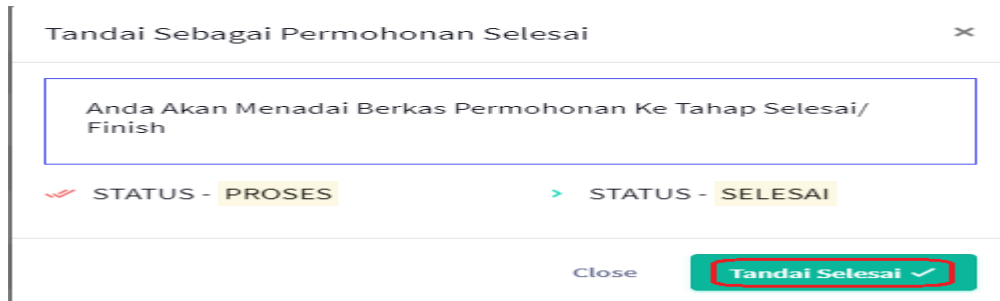 Tandai Sebagai Permohonan Selesai
Anda Akan Menadai Berkas Permohonan Ke Tahap Selesai/
Finish
STATUS - PROSES
STATUS - SELESAI
Close
Tandai Selesai